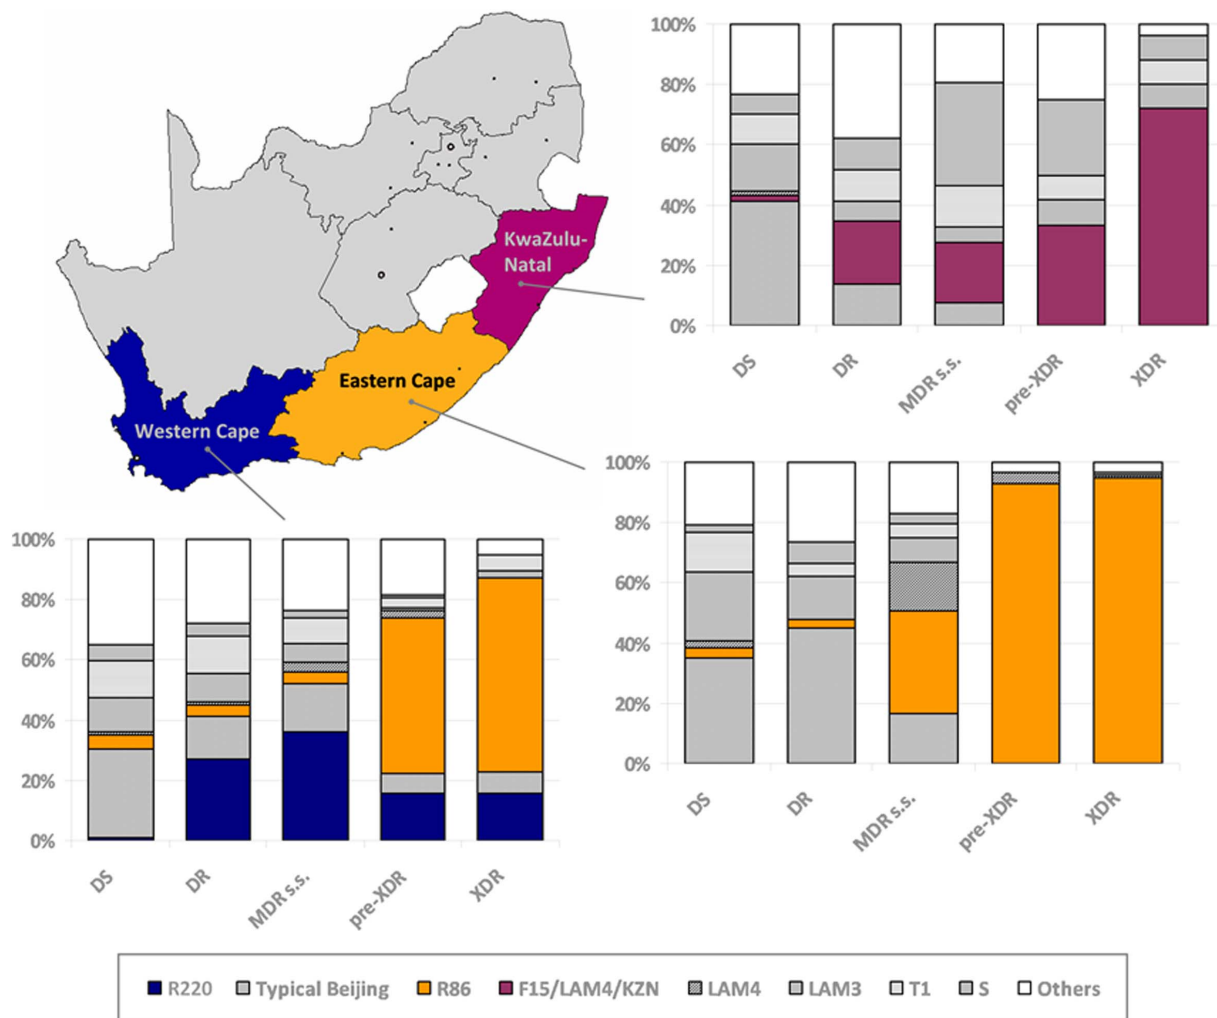 KwaZulu-
Natal
Eastern Cape
Western Cape
100%
80%
60%
40%
20%
0%
DS
DR
MDR s.s.
pre-XDR
XDR
100%
80%
60%
40%
20%
0%
DS
DR
MDR s.s.
pre-XDR
XDR
100%
80%
60%
40%
20%
0%
DS
DR
MDR s.s.
pre-XDR
XDR
R220 Typical Beijing R86 F15/LAM4/KZN LAM4 LAM3 T1 S Others